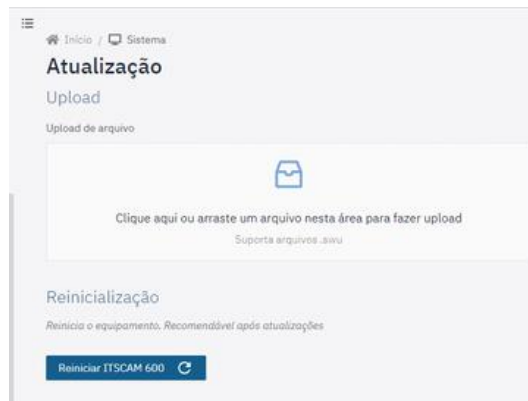 Início / Sistema
Atualização
Upload
Upload de arquivo
Clique aqui ou arraste um arquivo nesta área para fazer upload
Suporta arquivos .swu
Reinicialização
Reinicia o equipamento. Recomendável após atualizações
Reiniciar ITSCAM 600